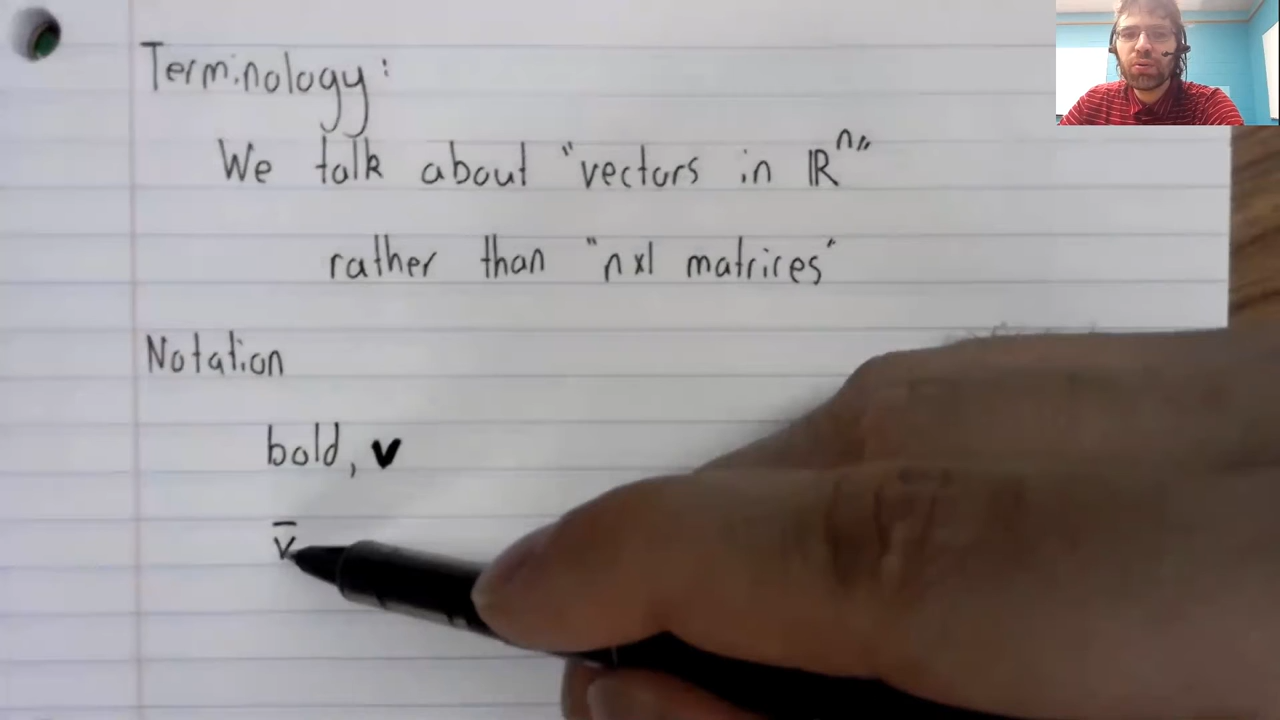 Terminology:
We talk about "vectors in ℝⁿ"
rather than "n×1 matrices"
Notation
bold, v
v̅